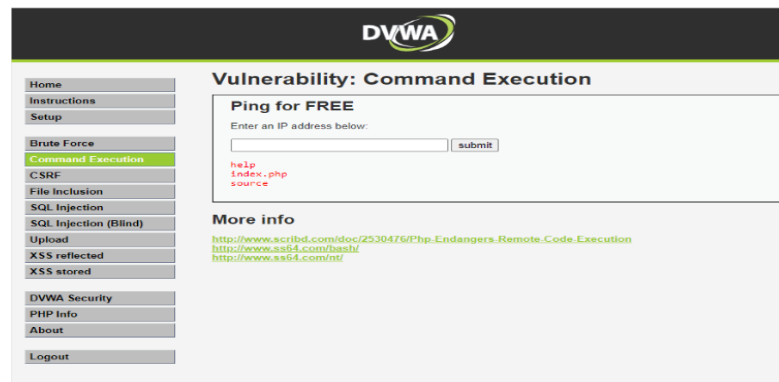 DVWA
Home
Instructions
Setup
Brute Force
Command Execution
CSRF
File Inclusion
SQL Injection
SQL Injection (Blind)
Upload
XSS reflected
XSS stored
DVWA Security
PHP Info
About
Logout
Vulnerability: Command Execution
Ping for FREE
Enter an IP address below:
submit
help
index.php
source
More info
http://www.scribd.com/doc/2530476/Php-Endangers-Remote-Code-Execution
http://www.ss64.com/bash/
http://www.ss64.com/nt/